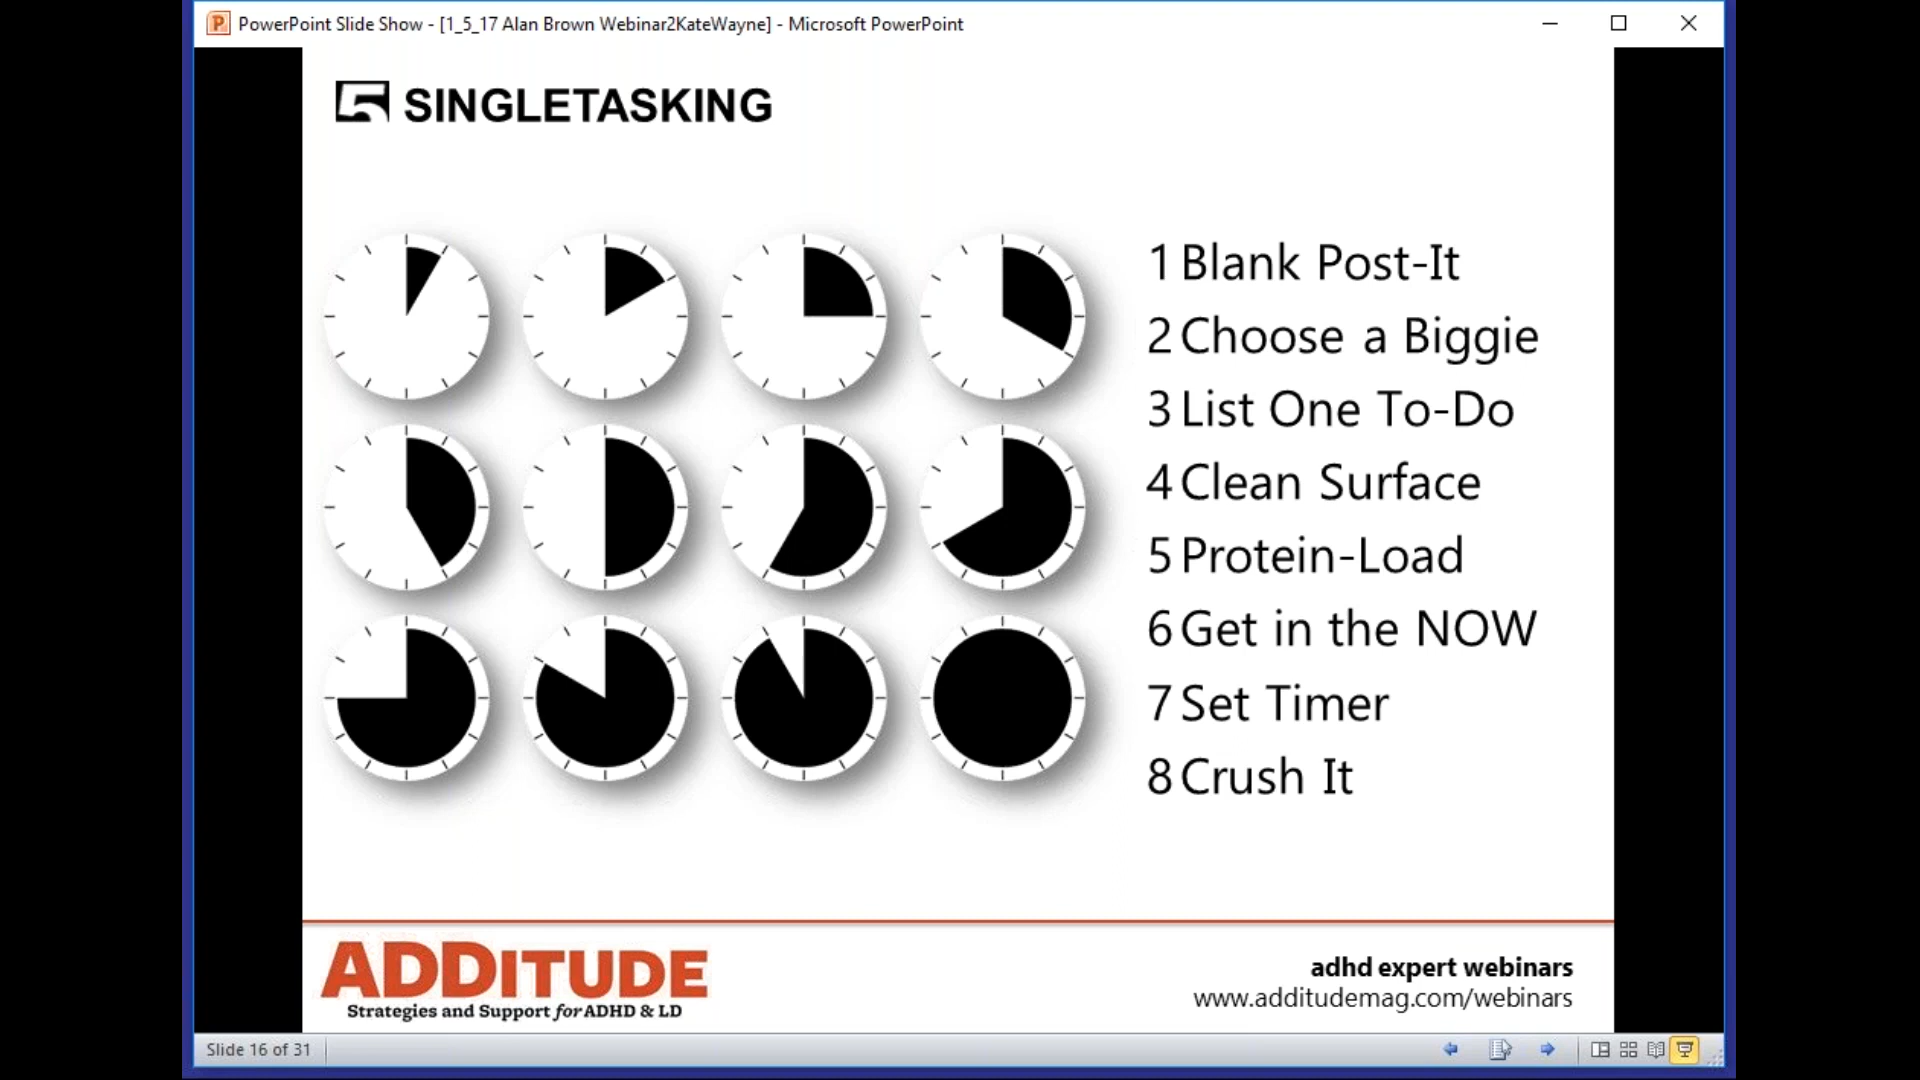 PowerPoint Slide Show - [1_5_17 Alan Brown Webinar2KateWayne] - Microsoft PowerPoint
5 SINGLETASKING
1 Blank Post-It
2 Choose a Biggie
3 List One To-Do
4 Clean Surface
5 Protein-Load
6 Get in the NOW
7 Set Timer
8 Crush It
ADDITUDE
Strategies and Support for ADHD & LD
adhd expert webinars
www.additudemag.com/webinars
Slide 16 of 31